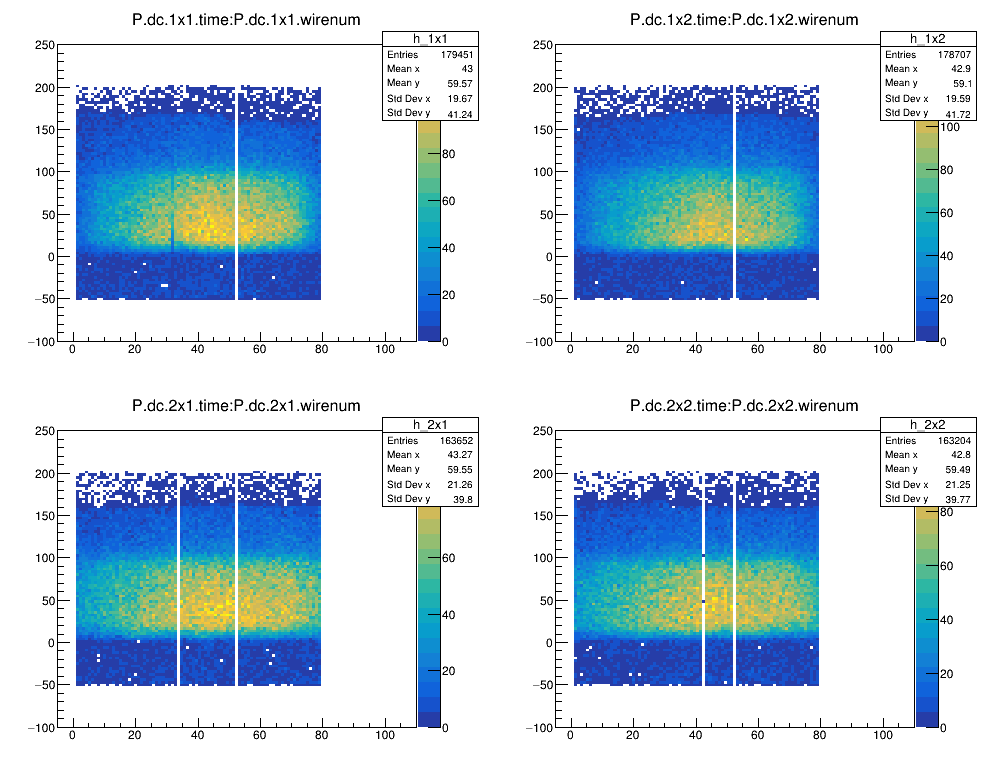 P.dc.1x1.time:P.dc.1x1.wirenum
h_1x1
Entries 179451
Mean x 43
Mean y 59.57
Std Dev x 19.67
Std Dev y 41.24
250
200
150
100
50
0
−50
−100
0 20 40 60 80 100
80
60
40
20
0
P.dc.1x2.time:P.dc.1x2.wirenum
h_1x2
Entries 178707
Mean x 42.9
Mean y 59.1
Std Dev x 19.59
Std Dev y 41.72
250
200
150
100
50
0
−50
−100
0 20 40 60 80 100
100
80
60
40
20
0
P.dc.2x1.time:P.dc.2x1.wirenum
h_2x1
Entries 163652
Mean x 43.27
Mean y 59.55
Std Dev x 21.26
Std Dev y 39.8
250
200
150
100
50
0
−50
−100
0 20 40 60 80 100
60
40
20
0
P.dc.2x2.time:P.dc.2x2.wirenum
h_2x2
Entries 163204
Mean x 42.8
Mean y 59.49
Std Dev x 21.25
Std Dev y 39.77
250
200
150
100
50
0
−50
−100
0 20 40 60 80 100
80
60
40
20
0